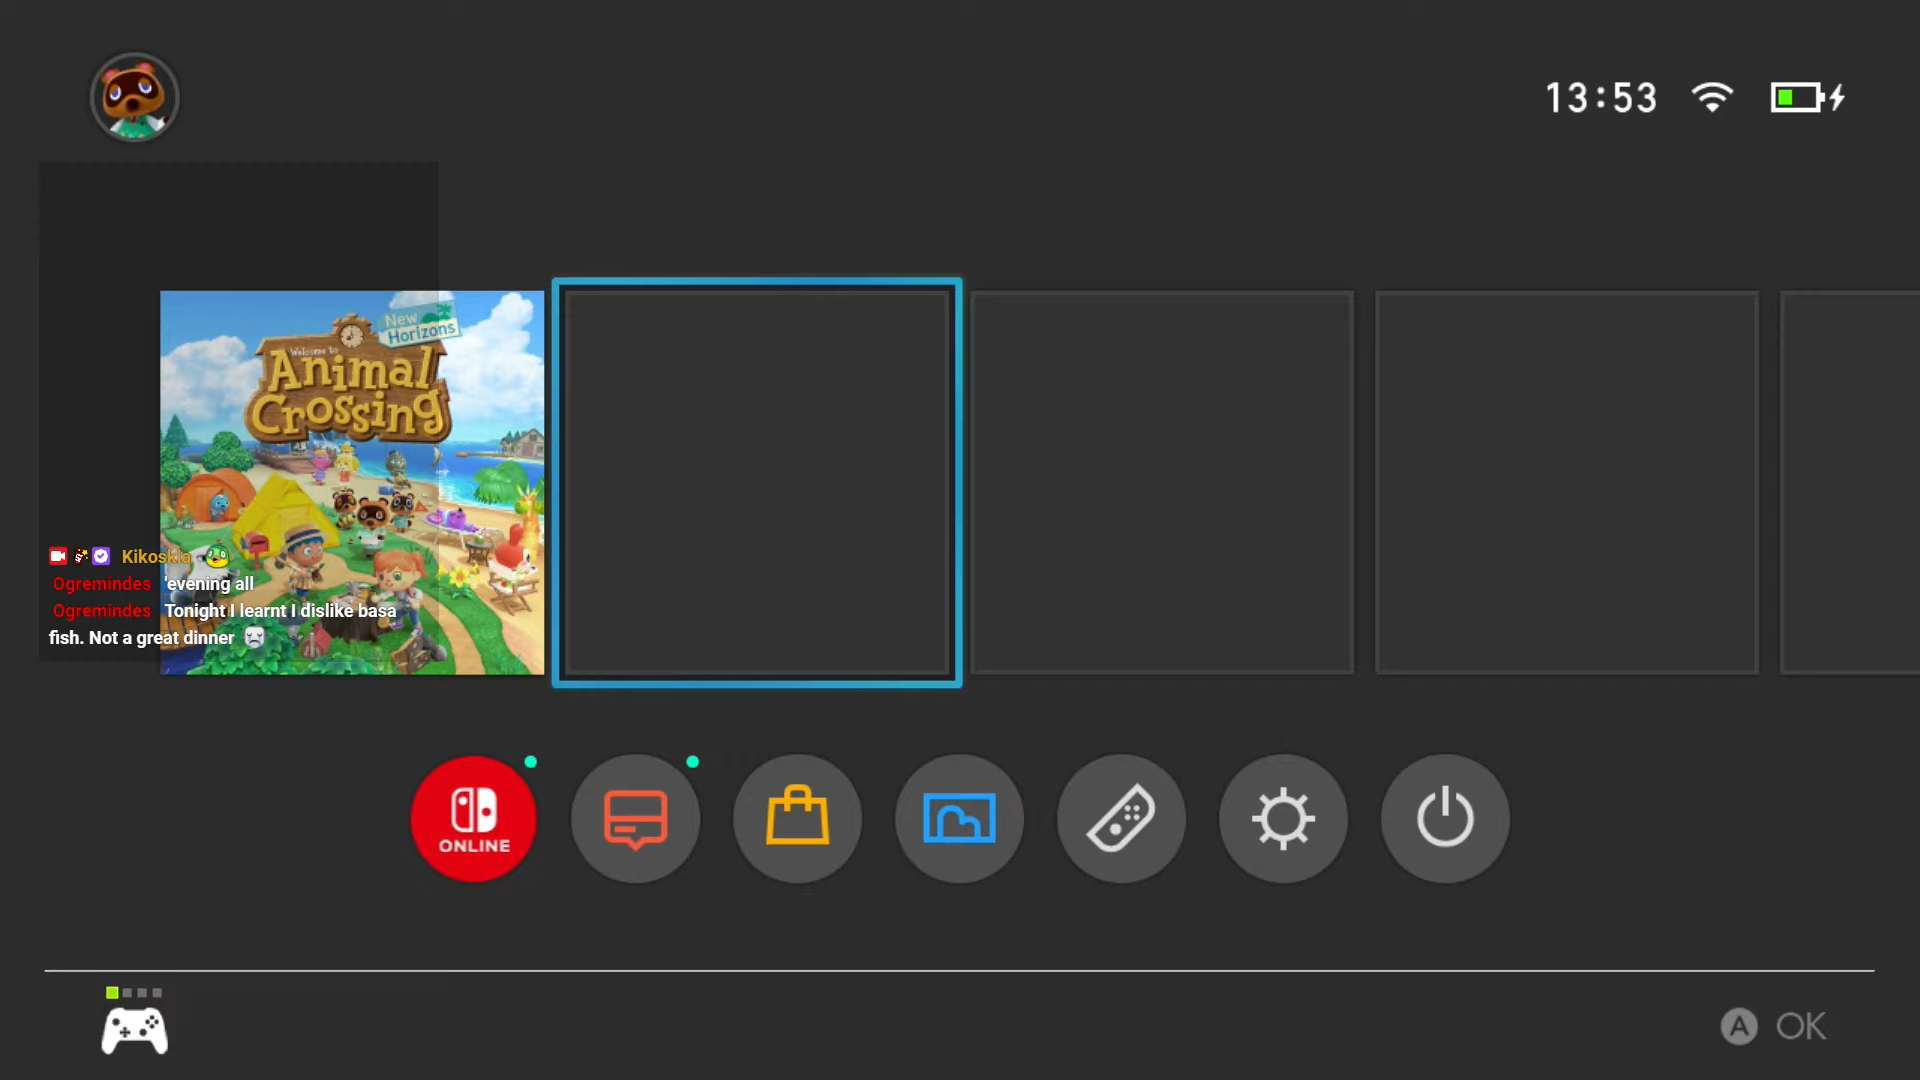 13:53
New
Horizons
Welcome to
Animal
Crossing
Kikoskia
Ogremindes 'evening all
Ogremindes Tonight I learnt I dislike basa
fish. Not a great dinner
ONLINE
A OK